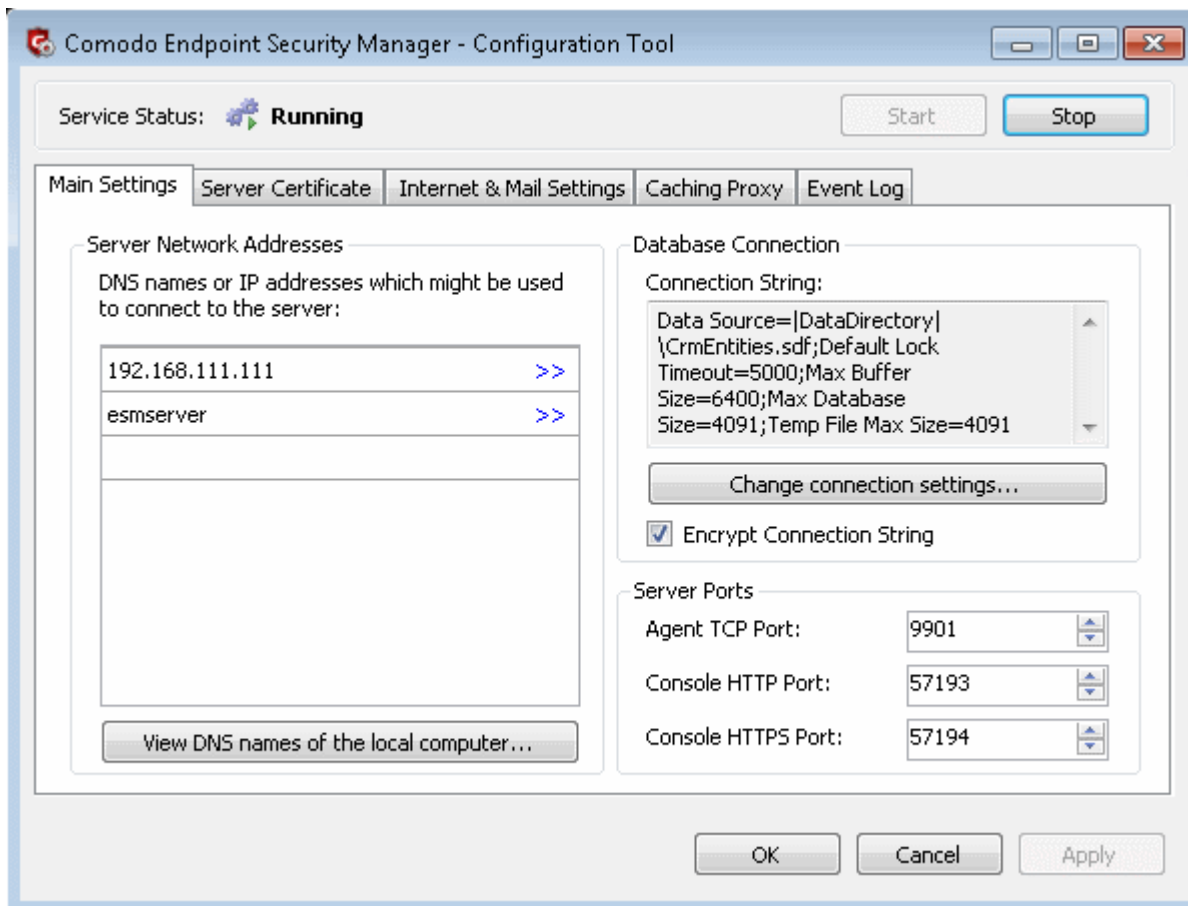 Comodo Endpoint Security Manager - Configuration Tool
Service Status: Running
Start
Stop
Main Settings
Server Certificate
Internet & Mail Settings
Caching Proxy
Event Log
Server Network Addresses
DNS names or IP addresses which might be used
to connect to the server:
192.168.111.111 >>
esmserver >>
View DNS names of the local computer...
Database Connection
Connection String:
Data Source=|DataDirectory|
\CrmEntities.sdf;Default Lock
Timeout=5000;Max Buffer
Size=6400;Max Database
Size=4091;Temp File Max Size=4091
Change connection settings...
Encrypt Connection String
Server Ports
Agent TCP Port: 9901
Console HTTP Port: 57193
Console HTTPS Port: 57194
OK
Cancel
Apply